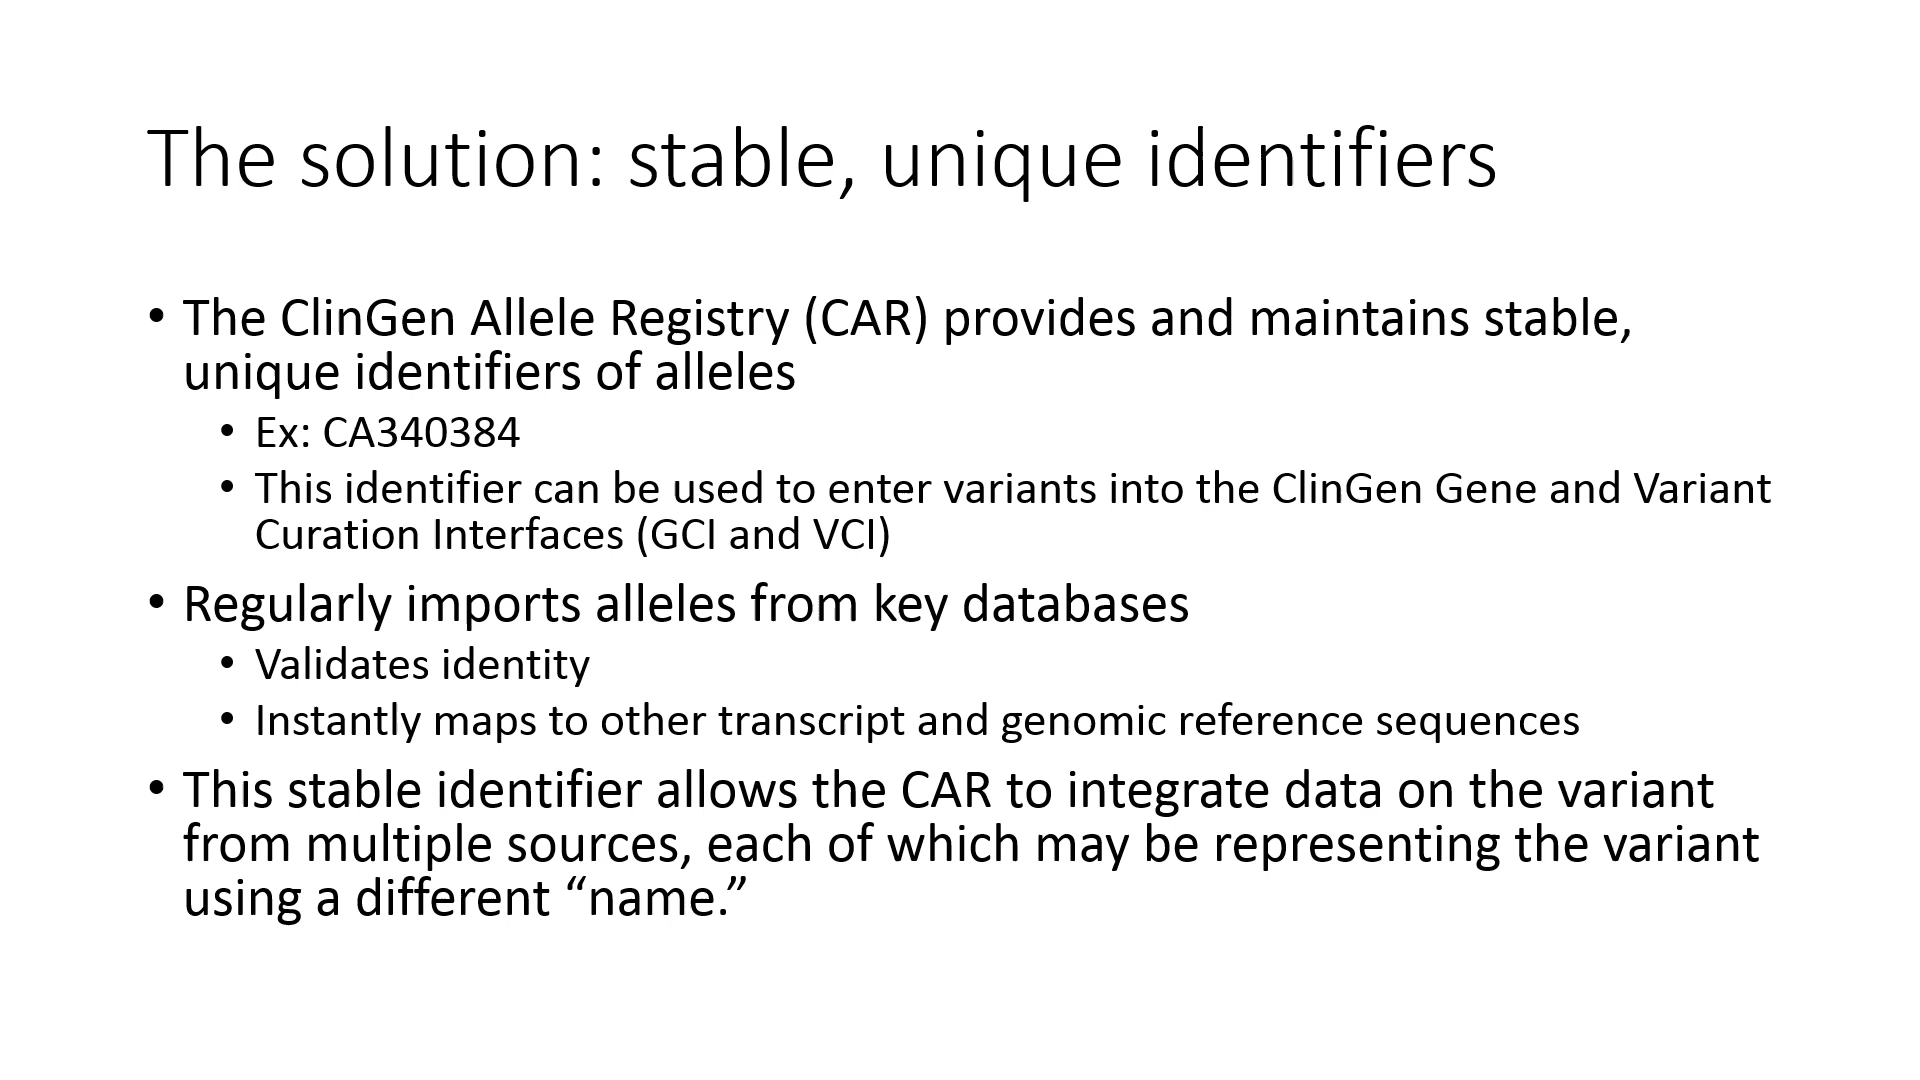 The solution: stable, unique identifiers
• The ClinGen Allele Registry (CAR) provides and maintains stable,
unique identifiers of alleles
• Ex: CA340384
• This identifier can be used to enter variants into the ClinGen Gene and Variant
Curation Interfaces (GCI and VCI)
• Regularly imports alleles from key databases
• Validates identity
• Instantly maps to other transcript and genomic reference sequences
• This stable identifier allows the CAR to integrate data on the variant
from multiple sources, each of which may be representing the variant
using a different “name.”